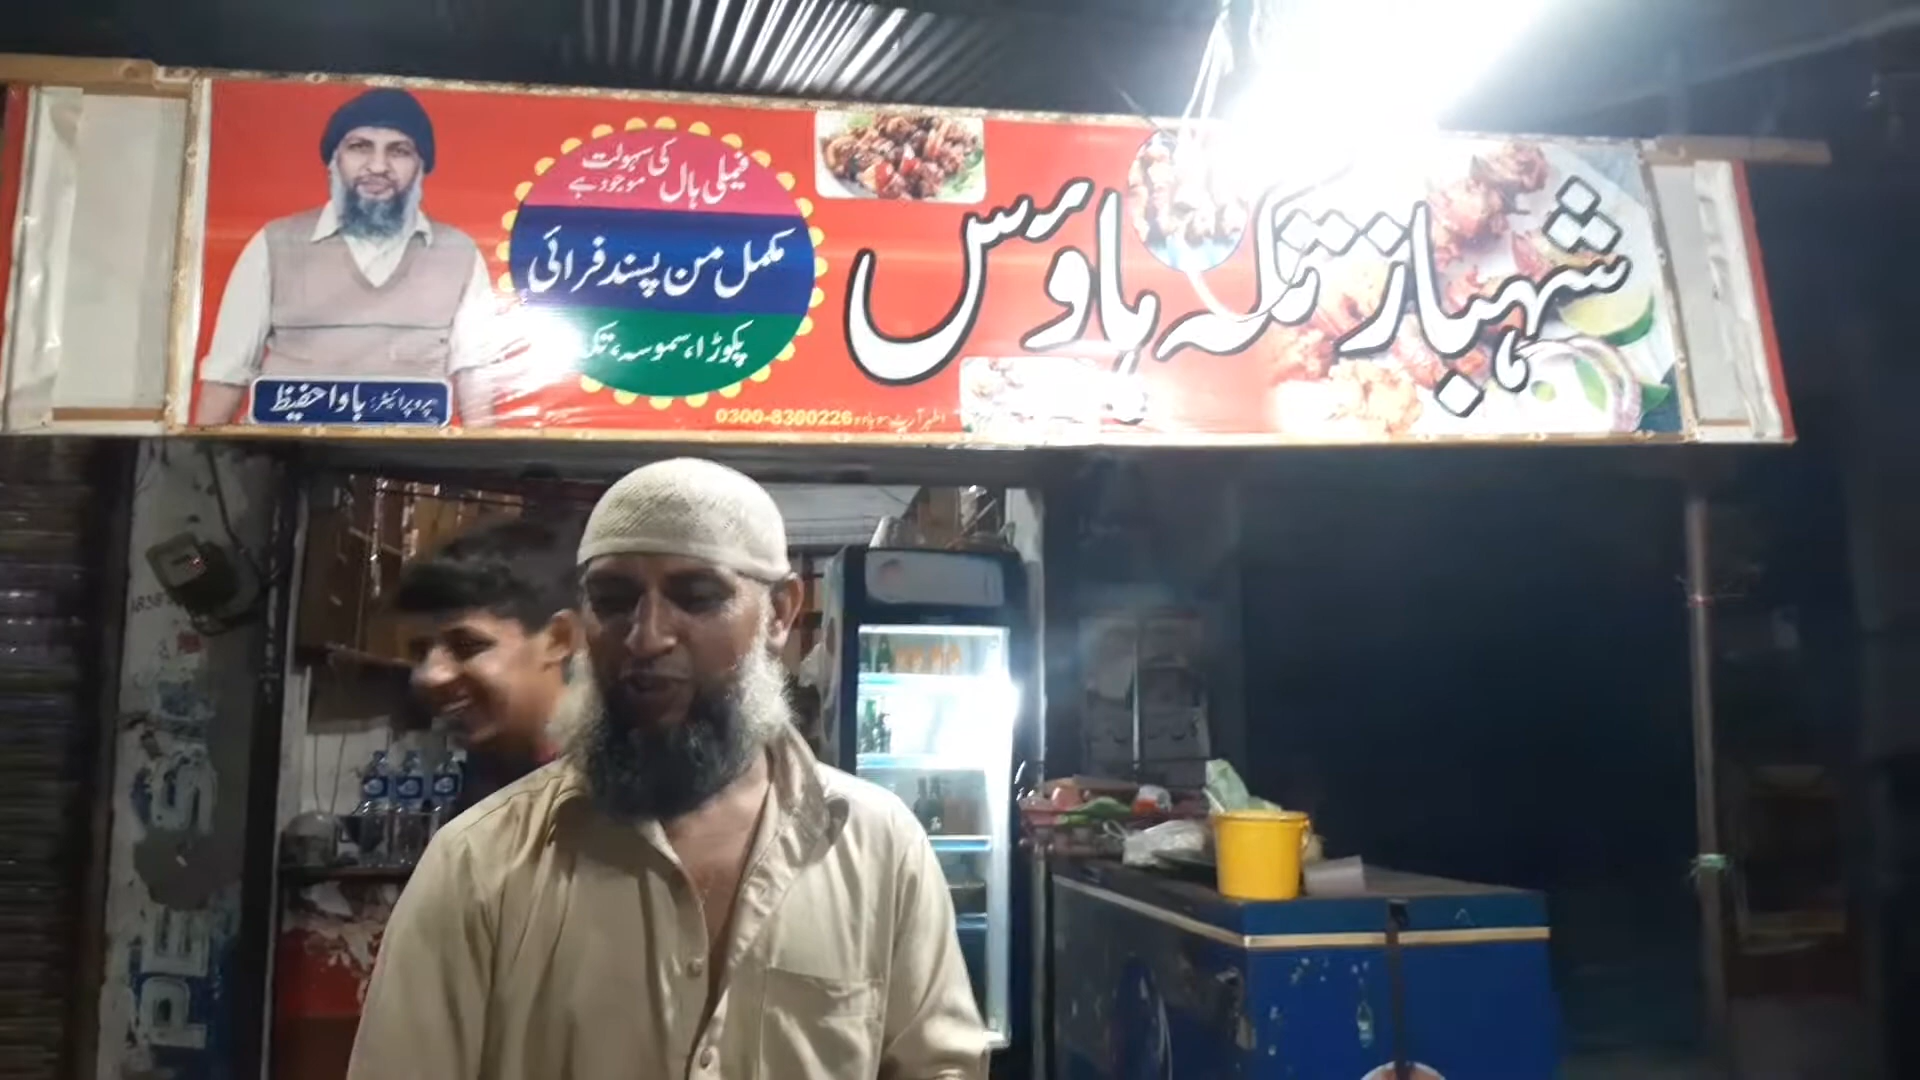 شہباز تکہ ہاؤس
فیملی ہال کی سہولت
موجود ہے
مکمل من پسند فرائی
پکوڑا، سموسہ، تکہ
پروپرائیٹر: باوا حفیظ
0300-8300226
PEPS